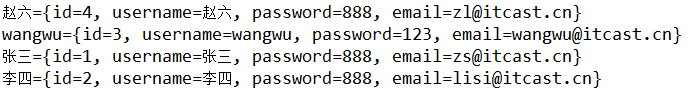 赵六={id=4, username=赵六, password=888, email=zl@itcast.cn}
wangwu={id=3, username=wangwu, password=123, email=wangwu@itcast.cn}
张三={id=1, username=张三, password=888, email=zs@itcast.cn}
李四={id=2, username=李四, password=888, email=lisi@itcast.cn}